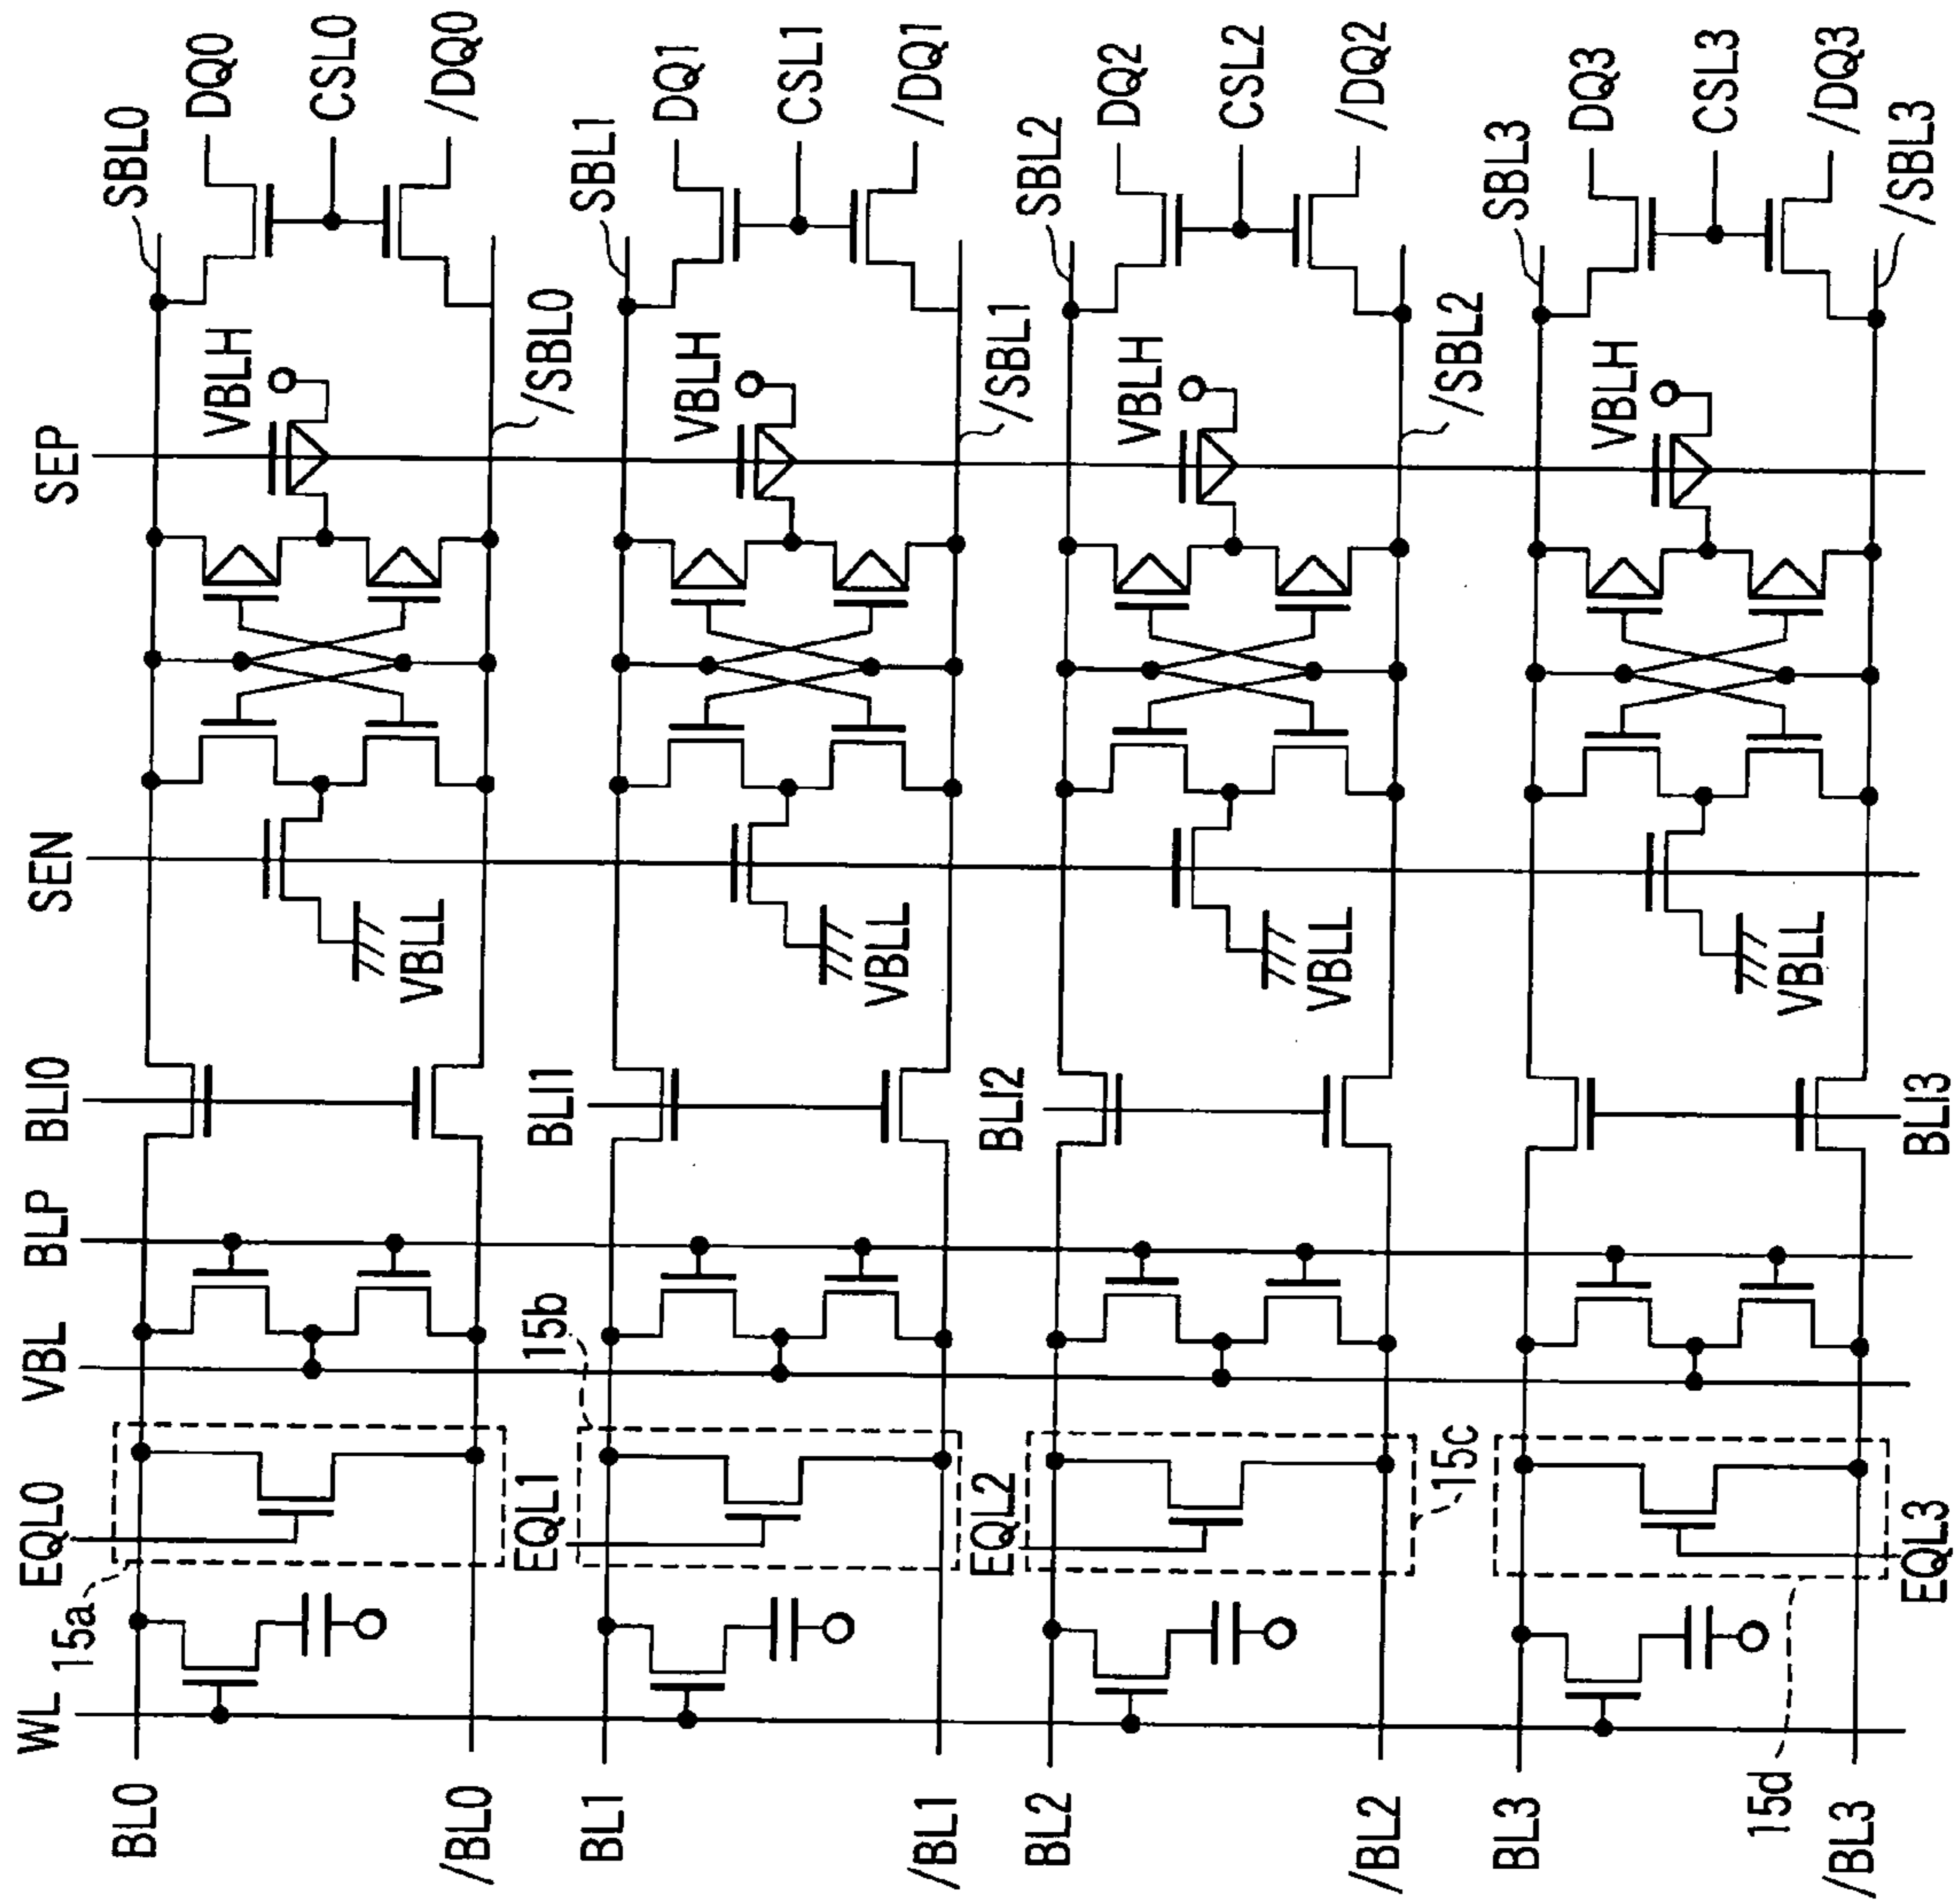 WL
EQL0
VBL
BLP
BLI0
SEN
SEP
15a
BL0
/BL0
VBLL
VBLH
SBL0
/SBL0
DQ0
CSL0
/DQ0
EQL1
15b
BLI1
BL1
/BL1
VBLL
VBLH
SBL1
/SBL1
DQ1
CSL1
/DQ1
EQL2
15c
BLI2
BL2
/BL2
VBLL
VBLH
SBL2
/SBL2
DQ2
CSL2
/DQ2
BL3
/BL3
15d
EQL3
BLI3
VBLL
VBLH
SBL3
/SBL3
DQ3
CSL3
/DQ3